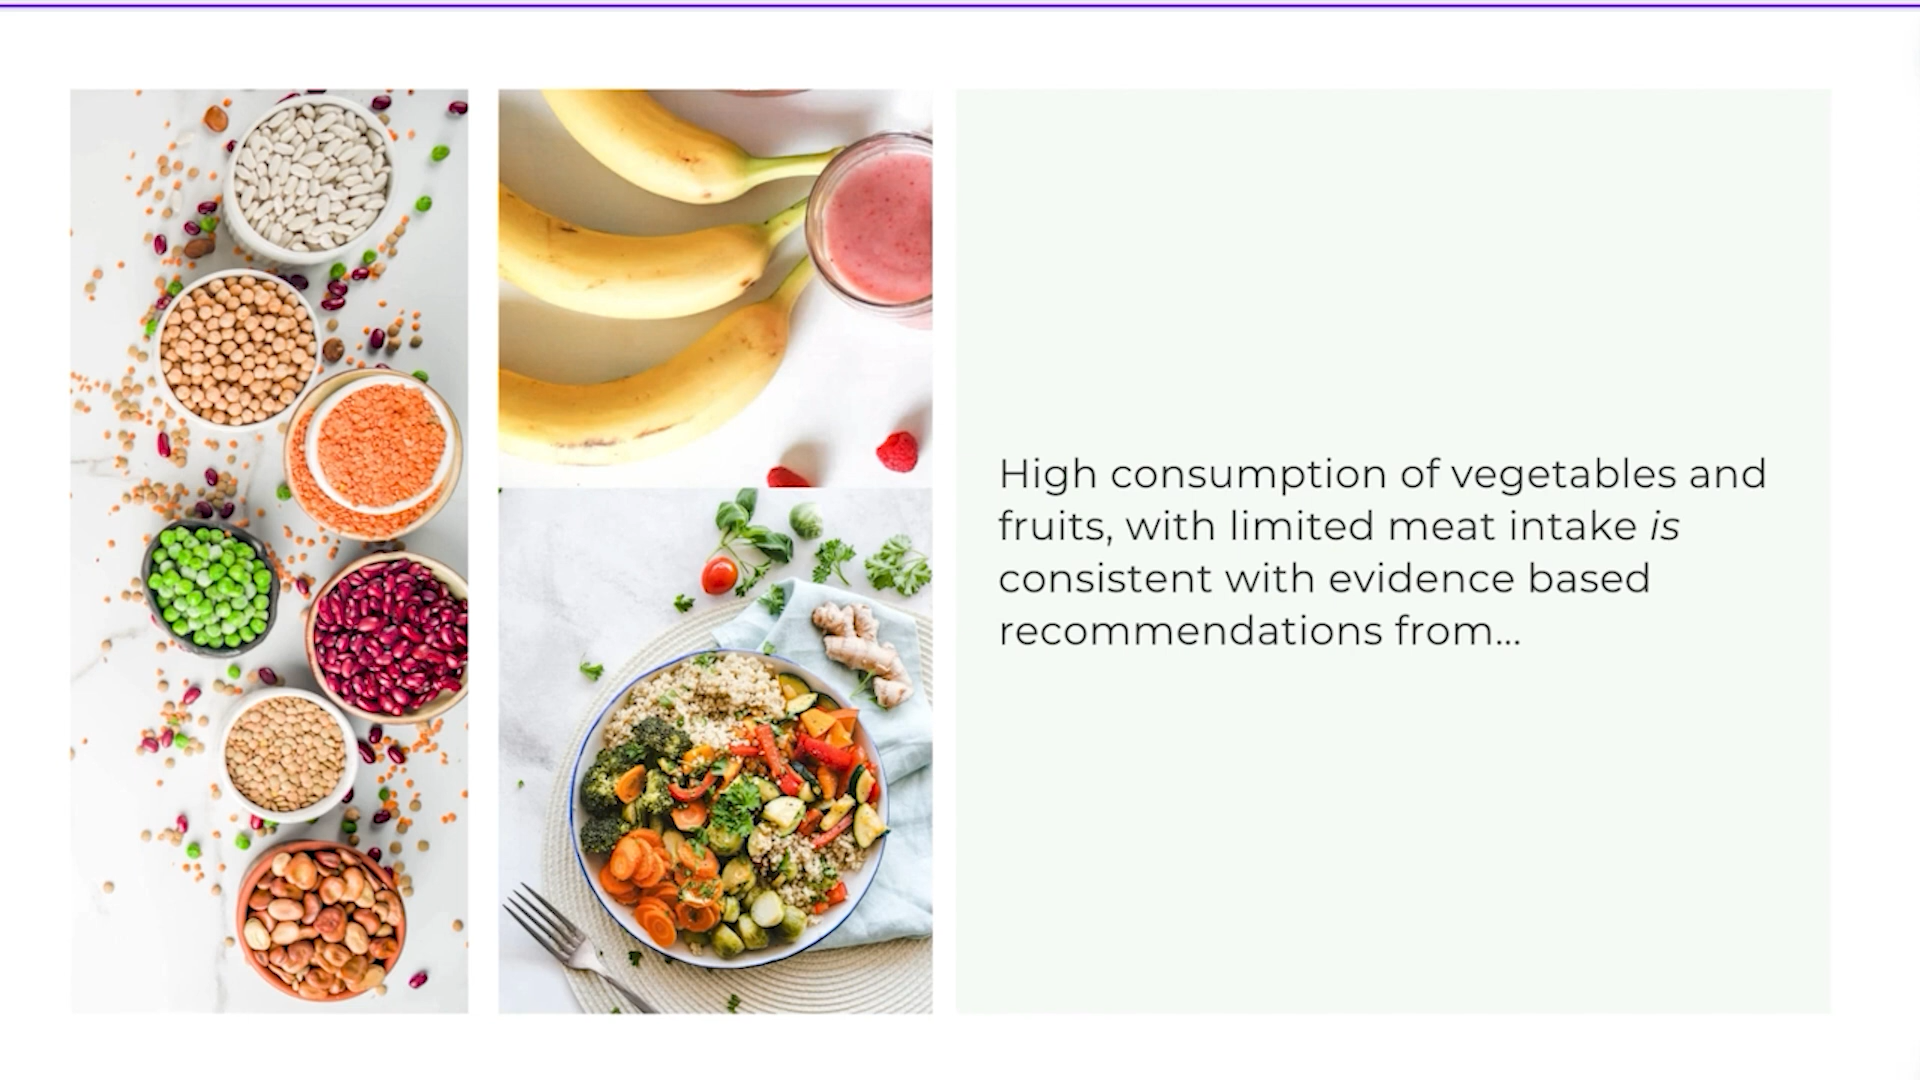 High consumption of vegetables and
fruits, with limited meat intake is
consistent with evidence based
recommendations from...